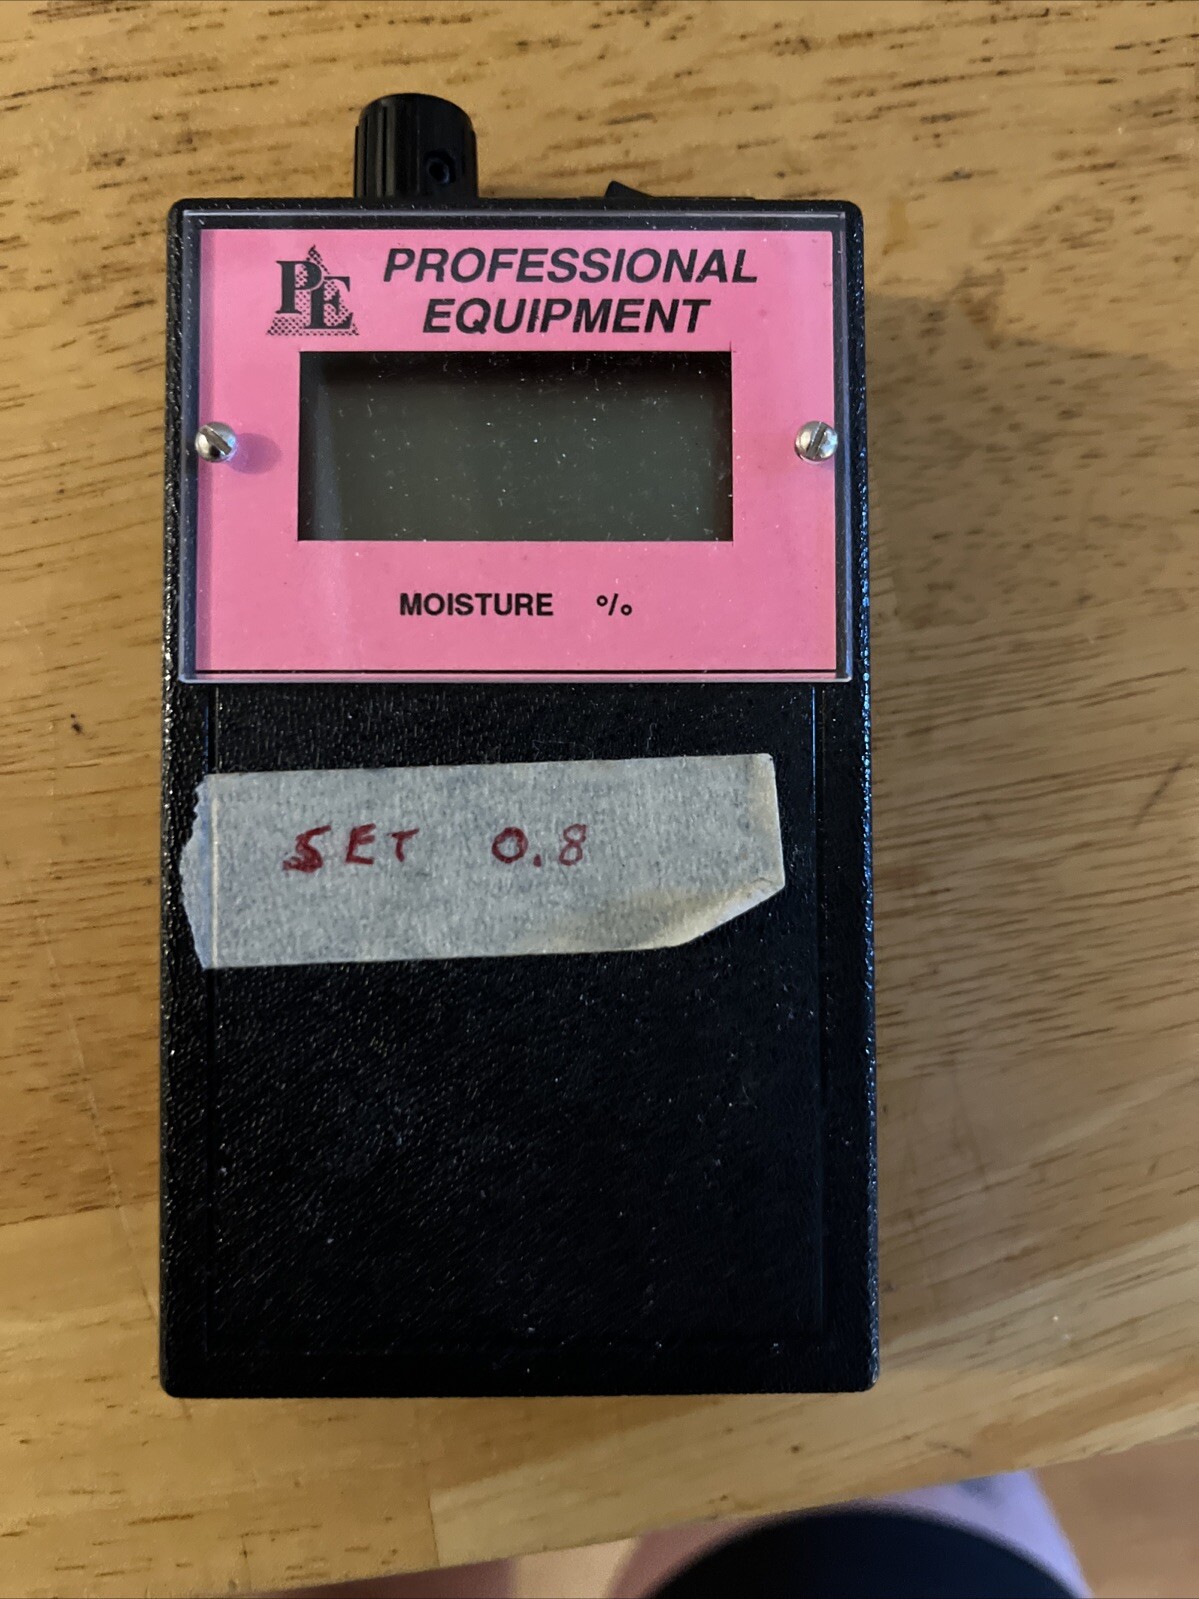 PE
PROFESSIONAL
EQUIPMENT
MOISTURE %
SET 0.8